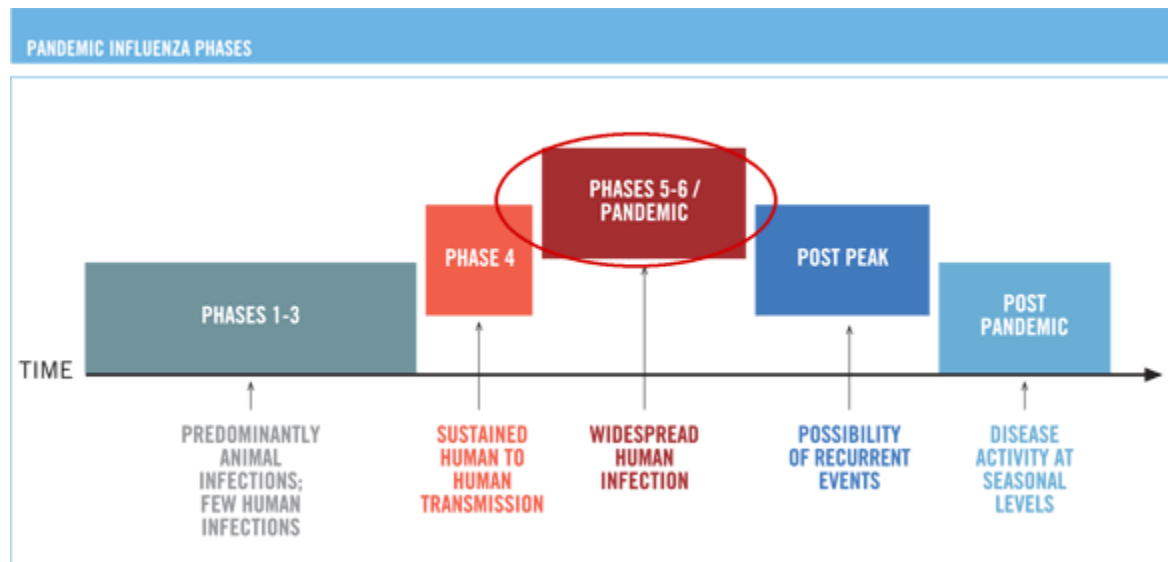 PANDEMIC INFLUENZA PHASES
PHASES 5-6 /
PANDEMIC
PHASE 4
POST PEAK
PHASES 1-3
POST
PANDEMIC
TIME
PREDOMINANTLY
ANIMAL
INFECTIONS;
FEW HUMAN
INFECTIONS
SUSTAINED
HUMAN TO
HUMAN
TRANSMISSION
WIDESPREAD
HUMAN
INFECTION
POSSIBILITY
OF RECURRENT
EVENTS
DISEASE
ACTIVITY AT
SEASONAL
LEVELS